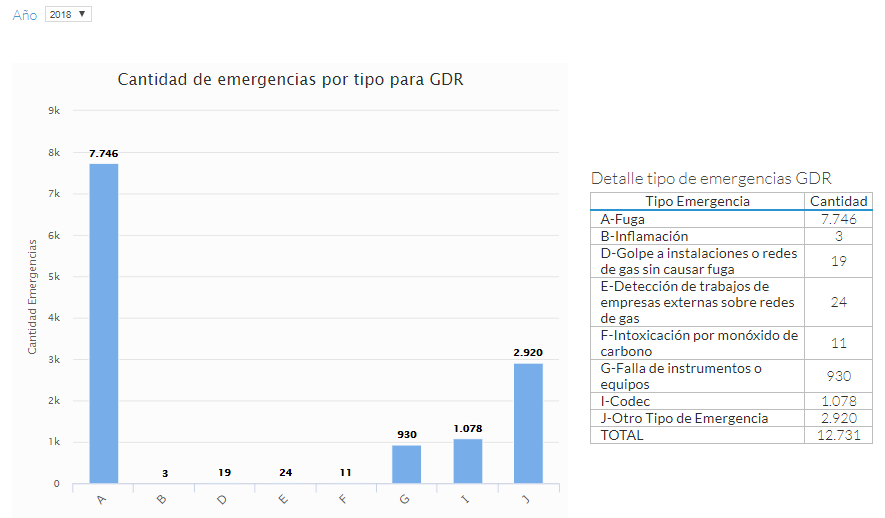 Año 2018 ▼
Cantidad de emergencias por tipo para GDR
Cantidad Emergencias
9k
8k
7k
6k
5k
4k
3k
2k
1k
0
7.746
3
19
24
11
930
1.078
2.920
A B D E F G I J
Detalle tipo de emergencias GDR
Tipo Emergencia Cantidad
A-Fuga 7.746
B-Inflamación 3
D-Golpe a instalaciones o redes
de gas sin causar fuga 19
E-Detección de trabajos de
empresas externas sobre redes 24
de gas
F-Intoxicación por monóxido de
carbono 11
G-Falla de instrumentos o
equipos 930
I-Codec 1.078
J-Otro Tipo de Emergencia 2.920
TOTAL 12.731